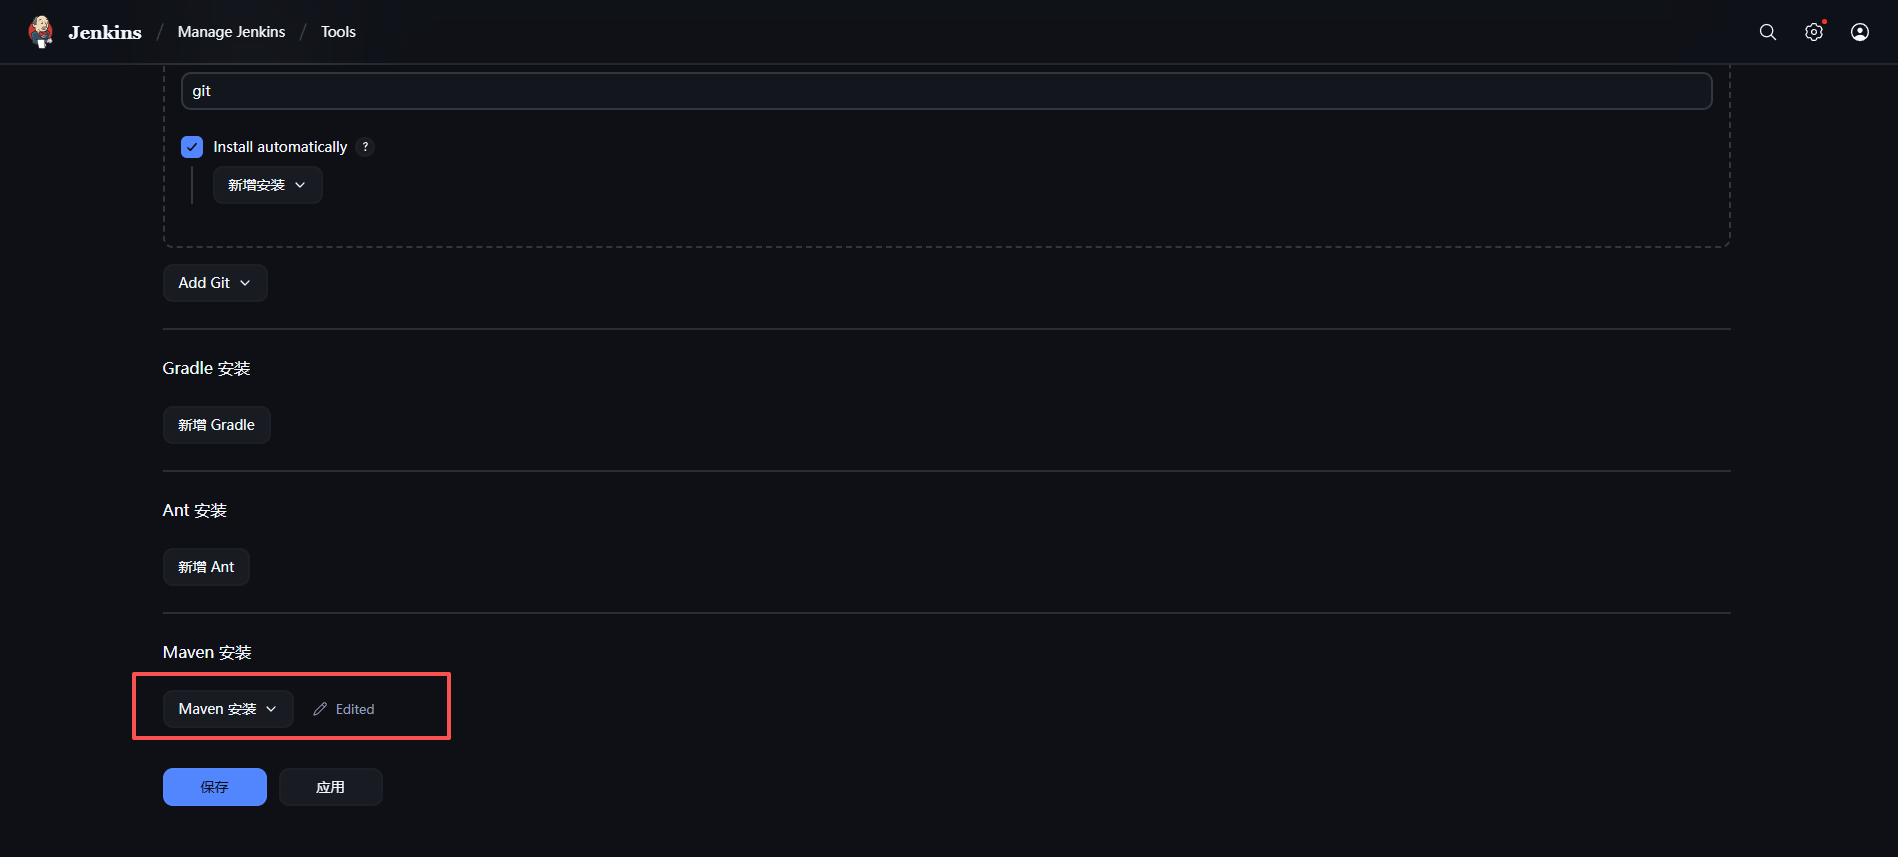 Jenkins / Manage Jenkins / Tools
git
Install automatically ?
新增安装
Add Git
Gradle 安装
新增 Gradle
Ant 安装
新增 Ant
Maven 安装
Maven 安装 Edited
保存 应用